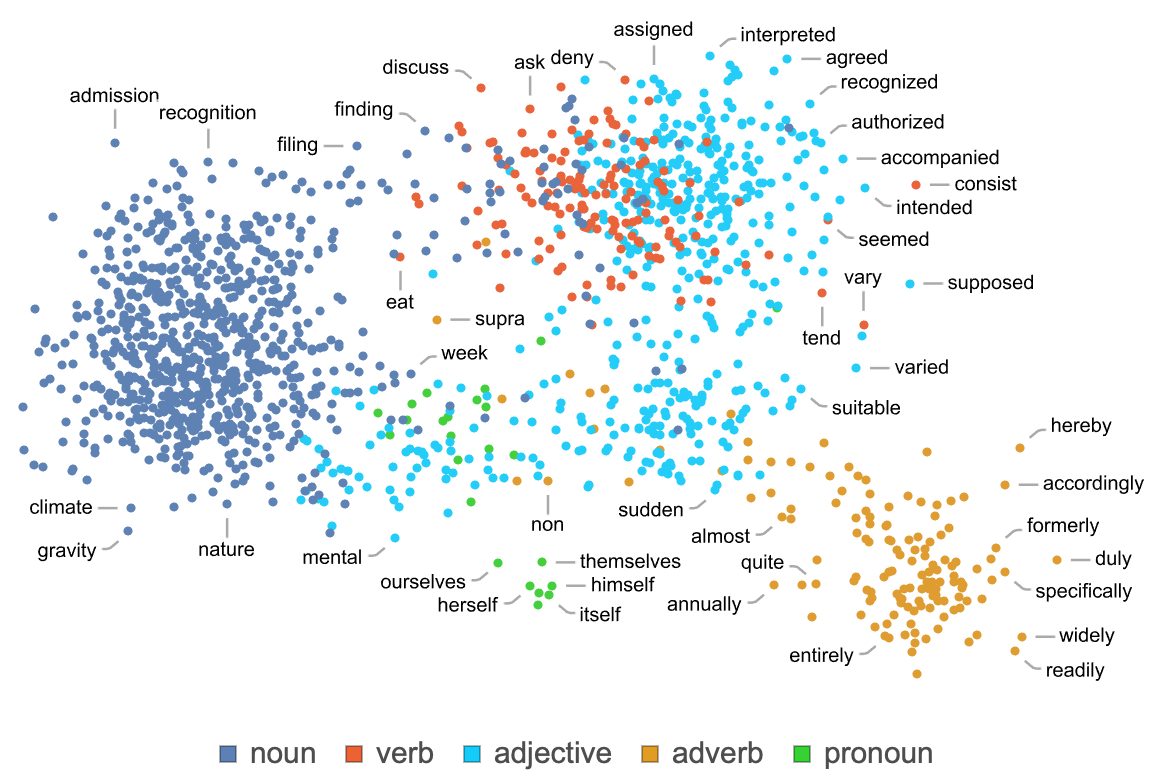 assigned
interpreted
deny
agreed
ask
discuss
recognized
admission
finding
recognition
authorized
filing
accompanied
consist
intended
seemed
vary
supposed
eat
supra
tend
week
varied
suitable
hereby
accordingly
climate
sudden
non
formerly
almost
gravity
nature
mental
duly
themselves
quite
ourselves
himself
specifically
herself
annually
itself
widely
entirely
readily
noun verb adjective adverb pronoun